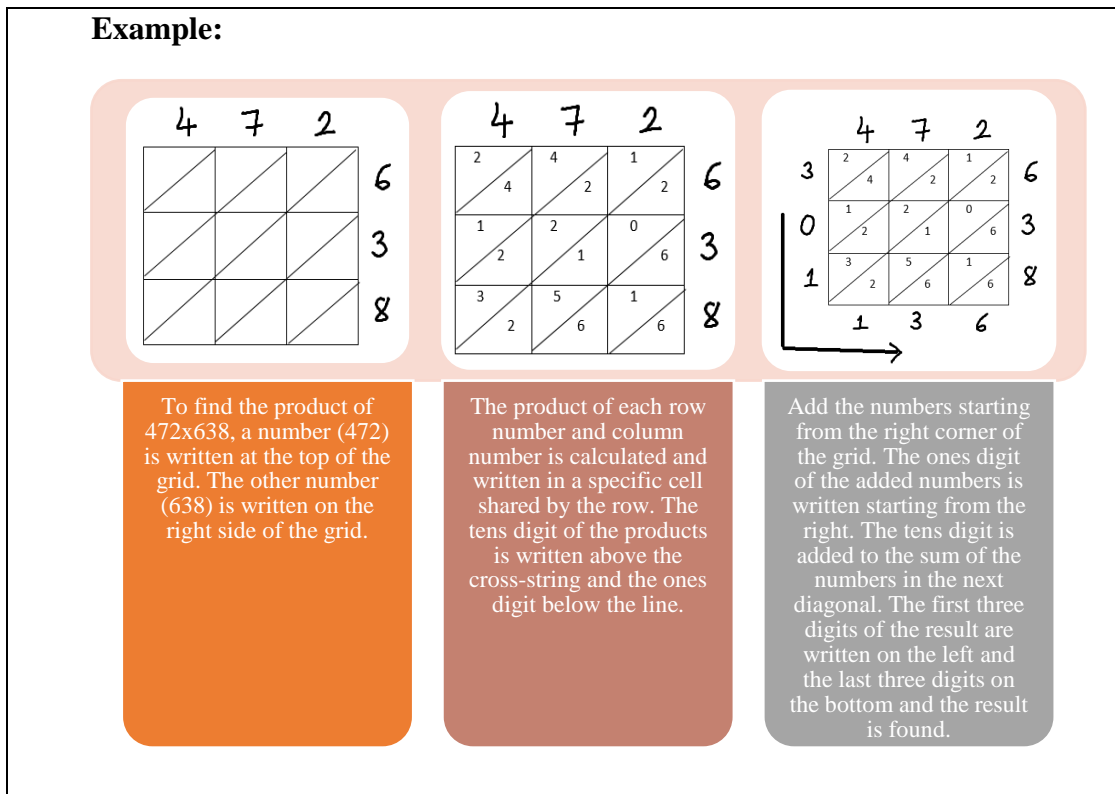 Example:
4 7 2
6
3
8
4 7 2
2 4 1
4 2 2 6
1 2 0
2 1 6 3
3 5 1
2 6 6 8
4 7 2
3 2 4 1 6
4 2 2
0 1 2 0 3
2 1 6
1 3 5 1 8
2 6 6
1 3 6
To find the product of
472x638, a number (472)
is written at the top of the
grid. The other number
(638) is written on the
right side of the grid.
The product of each row
number and column
number is calculated and
written in a specific cell
shared by the row. The
tens digit of the products
is written above the
cross-string and the ones
digit below the line.
Add the numbers starting
from the right corner of
the grid. The ones digit
of the added numbers is
written starting from the
right. The tens digit is
added to the sum of the
numbers in the next
diagonal. The first three
digits of the result are
written on the left and
the last three digits on
the bottom and the result
is found.